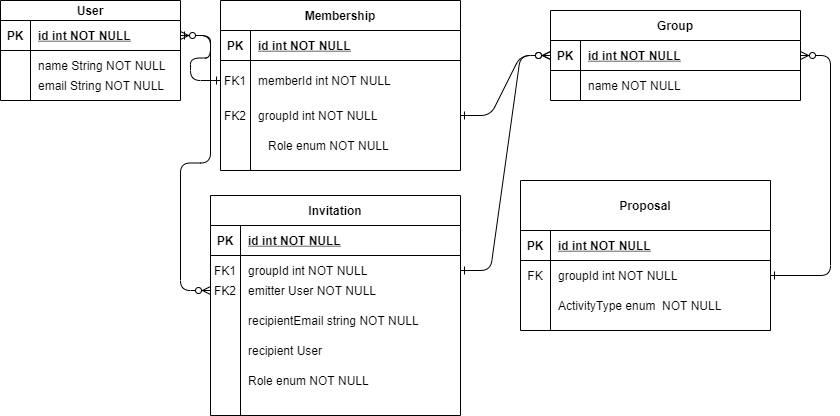 User
PK id int NOT NULL
name String NOT NULL
email String NOT NULL
Membership
PK id int NOT NULL
FK1 memberId int NOT NULL
FK2 groupId int NOT NULL
Role enum NOT NULL
Group
PK id int NOT NULL
name NOT NULL
Invitation
PK id int NOT NULL
FK1 groupId int NOT NULL
FK2 emitter User NOT NULL
recipientEmail string NOT NULL
recipient User
Role enum NOT NULL
Proposal
PK id int NOT NULL
FK groupId int NOT NULL
ActivityType enum  NOT NULL